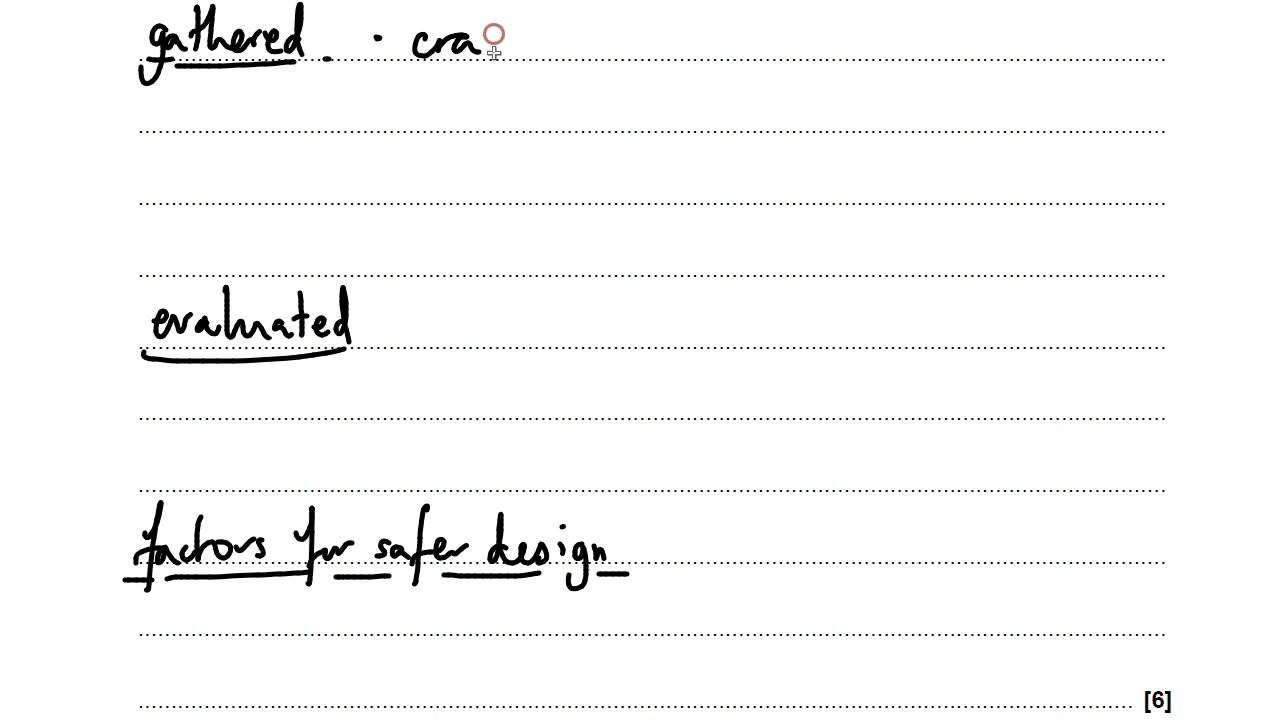 gathered · cra
evaluated
factors for safer design
[6]